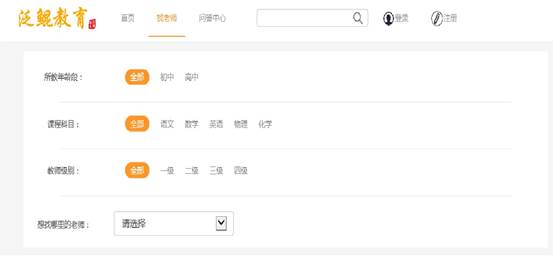 泛鲲教育
首页 找老师 问答中心 登录 注册
所教年龄段： 全部 初中 高中
课程科目： 全部 语文 数学 英语 物理 化学
教师级别： 全部 一级 二级 三级 四级
想找哪里的老师： 请选择